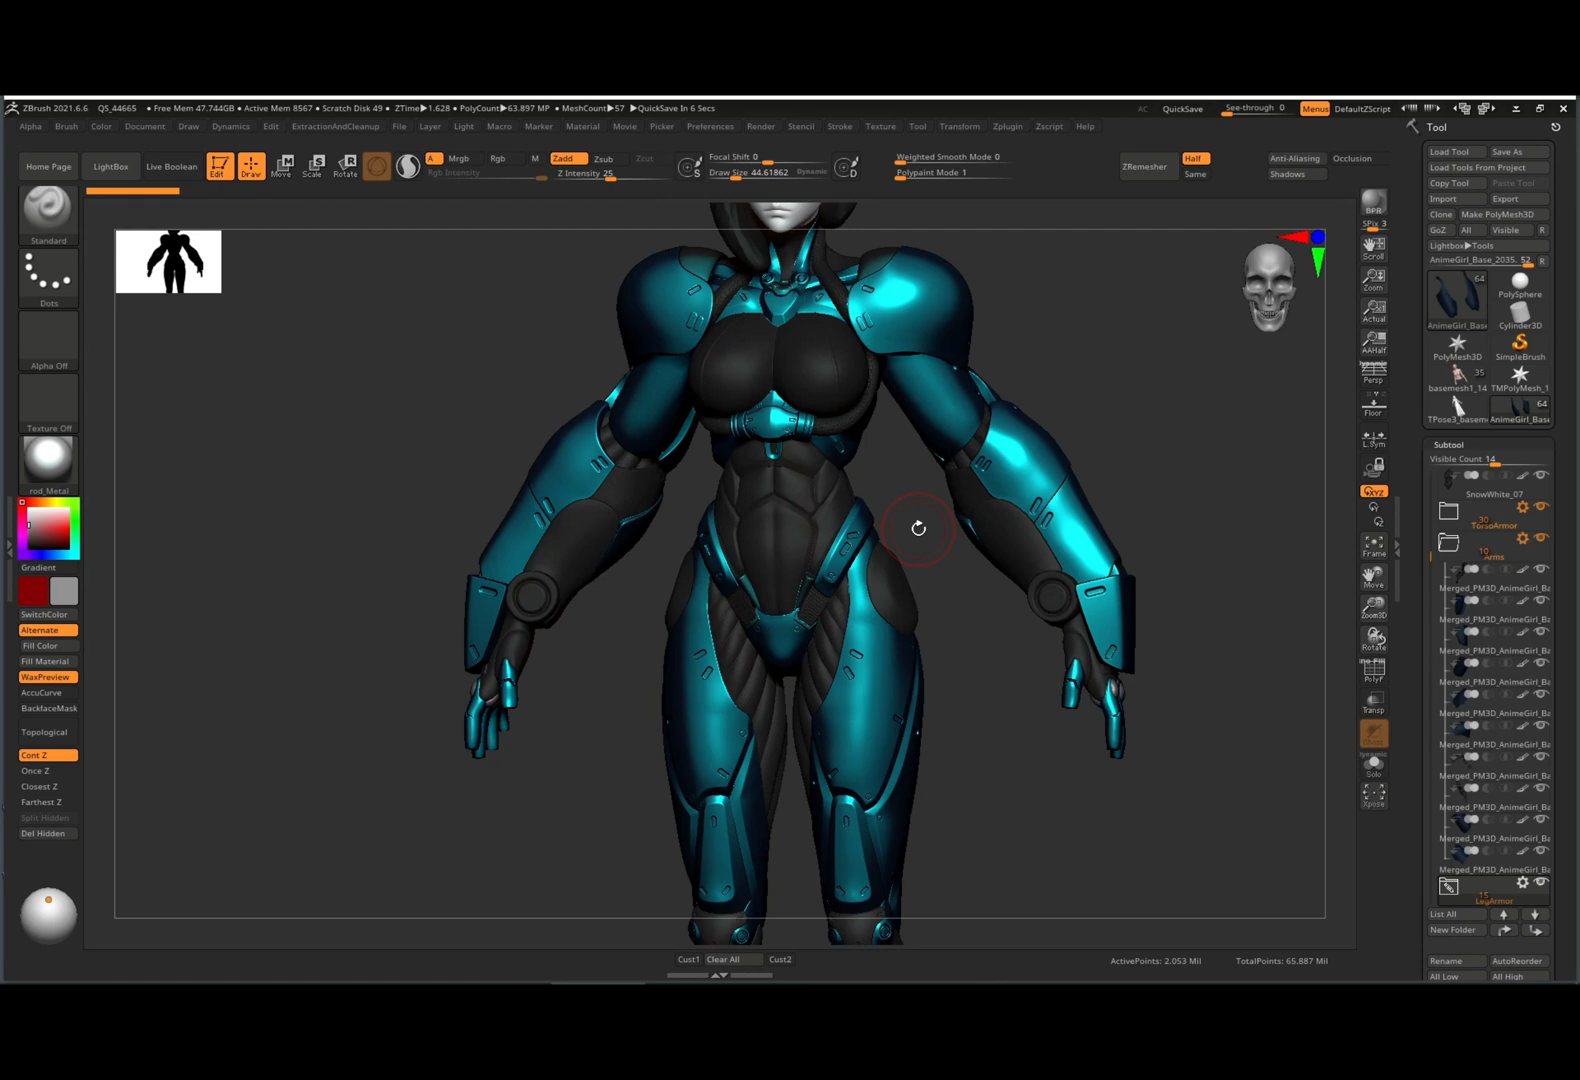 ZBrush 2021.6.6 QS_44665 • Free Mem 47.744GB • Active Mem 8567 • Scratch Disk 49 • ZTime▶1.628 • PolyCount▶63.897 MP • MeshCount▶57 ▶QuickSave In 6 Secs AC QuickSave See-through 0 Menus DefaultZScript
Alpha Brush Color Document Draw Dynamics Edit ExtractionAndCleanup File Layer Light Macro Marker Material Movie Picker Preferences Render Stencil Stroke Texture Tool Transform Zplugin Zscript Help
Home Page LightBox Live Boolean Edit Draw Move Scale Rotate
A Mrgb Rgb M Zadd Zsub Zcut
Rgb Intensity Z Intensity 25
S Focal Shift 0
Draw Size 44.61862 Dynamic
D Weighted Smooth Mode 0
Polypaint Mode 1
ZRemesher Half
Same
Anti-Aliasing Occlusion
Shadows
Standard
Dots
Alpha Off
Texture Off
rod_Metal
Gradient
SwitchColor
Alternate
Fill Color
Fill Material
WaxPreview
AccuCurve
BackfaceMask
Topological
Cont Z
Once Z
Closest Z
Farthest Z
Split Hidden
Del Hidden
BPR
SPix 3
Scroll
Zoom
Actual
AAHalf
Dynamic
Persp
Floor
L.Sym
XYZ
Frame
Move
Zoom3D
Rotate
PolyF
Transp
Ghost
Dynamic
Solo
Xpose
Tool
Load Tool Save As
Load Tools From Project
Copy Tool Paste Tool
Import Export
Clone Make PolyMesh3D
GoZ All Visible R
Lightbox▶Tools
AnimeGirl_Base_2035. 52 R
64
AnimeGirl_Bas
PolySphere
Cylinder3D
PolyMesh3D SimpleBrush
35
basemesh1_14 TMPolyMesh_1
64
TPose3_basem AnimeGirl_Base
Subtool
Visible Count 14
SnowWhite_07
30
TorsoArmor
10
Arms
Merged_PM3D_AnimeGirl_Ba
Merged_PM3D_AnimeGirl_Ba
Merged_PM3D_AnimeGirl_Ba
Merged_PM3D_AnimeGirl_Ba
Merged_PM3D_AnimeGirl_Ba
Merged_PM3D_AnimeGirl_Ba
Merged_PM3D_AnimeGirl_Ba
Merged_PM3D_AnimeGirl_Ba
Merged_PM3D_AnimeGirl_Ba
Merged_PM3D_AnimeGirl_Ba
15
LegArmor
List All
New Folder
Rename AutoReorder
All Low All High
Cust1 Clear All Cust2
ActivePoints: 2.053 Mil TotalPoints: 65.887 Mil